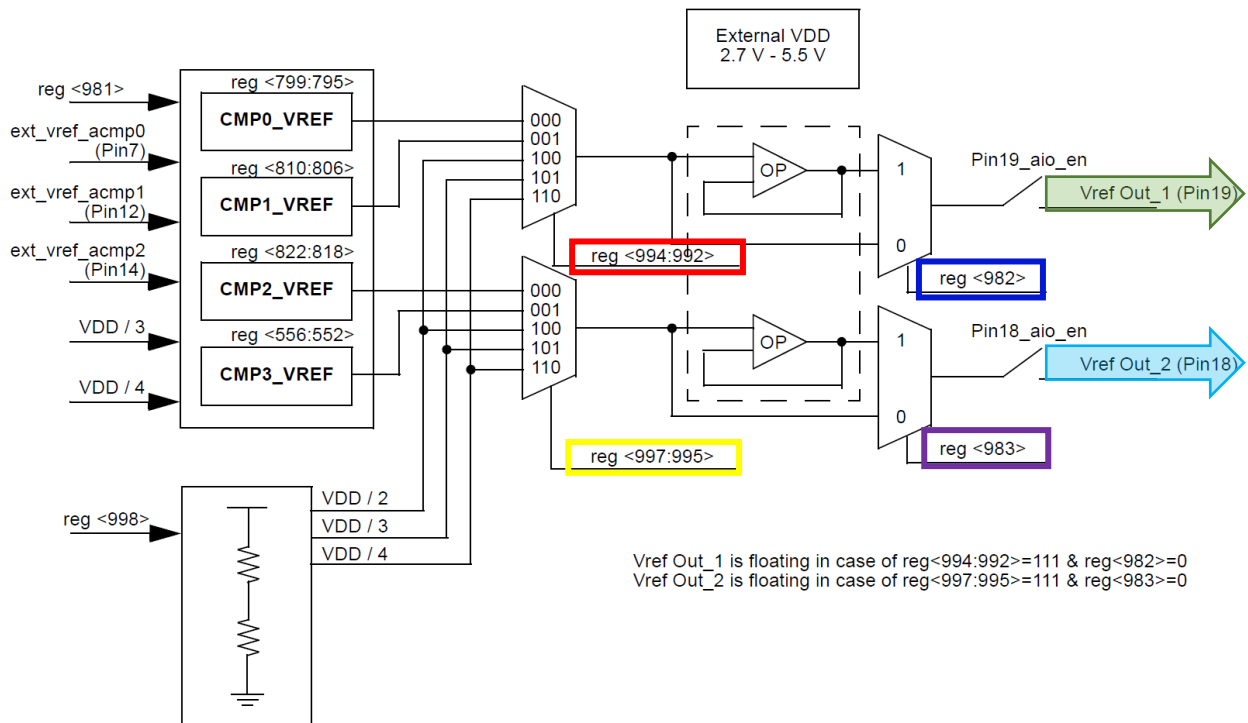 External VDD
2.7 V - 5.5 V
reg <981>
ext_vref_acmp0
(Pin7)
ext_vref_acmp1
(Pin12)
ext_vref_acmp2
(Pin14)
VDD / 3
VDD / 4
reg <799:795>
CMP0_VREF
reg <810:806>
CMP1_VREF
reg <822:818>
CMP2_VREF
reg <556:552>
CMP3_VREF
000
001
100
101
110
reg <994:992>
OP
1
0
reg <982>
Pin19_aio_en
Vref Out_1 (Pin19)
000
001
100
101
110
reg <997:995>
OP
1
0
reg <983>
Pin18_aio_en
Vref Out_2 (Pin18)
reg <998>
VDD / 2
VDD / 3
VDD / 4
Vref Out_1 is floating in case of reg<994:992>=111 & reg<982>=0
Vref Out_2 is floating in case of reg<997:995>=111 & reg<983>=0